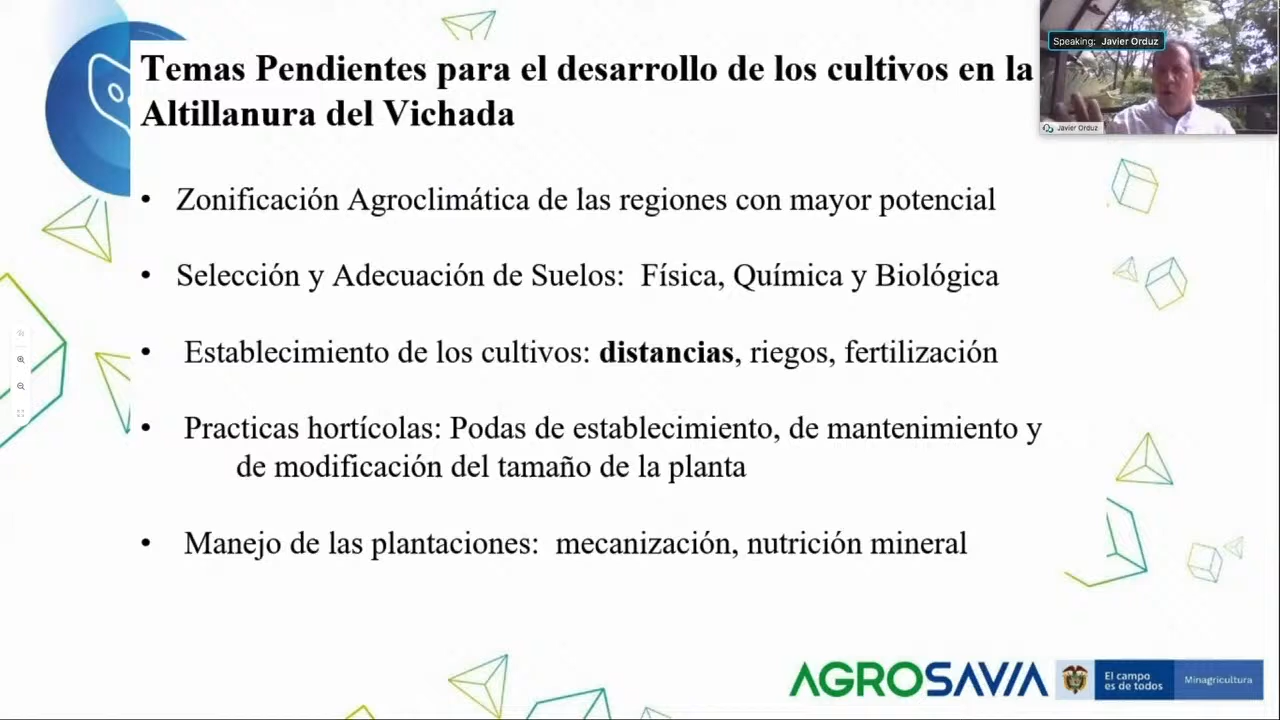 Temas Pendientes para el desarrollo de los cultivos en la
Altillanura del Vichada
Speaking: Javier Orduz
Javier Orduz
• Zonificación Agroclimática de las regiones con mayor potencial
• Selección y Adecuación de Suelos: Física, Química y Biológica
• Establecimiento de los cultivos: distancias, riegos, fertilización
• Practicas hortícolas: Podas de establecimiento, de mantenimiento y
de modificación del tamaño de la planta
• Manejo de las plantaciones: mecanización, nutrición mineral
AGROSAVIA
El campo
es de todos
Minagricultura